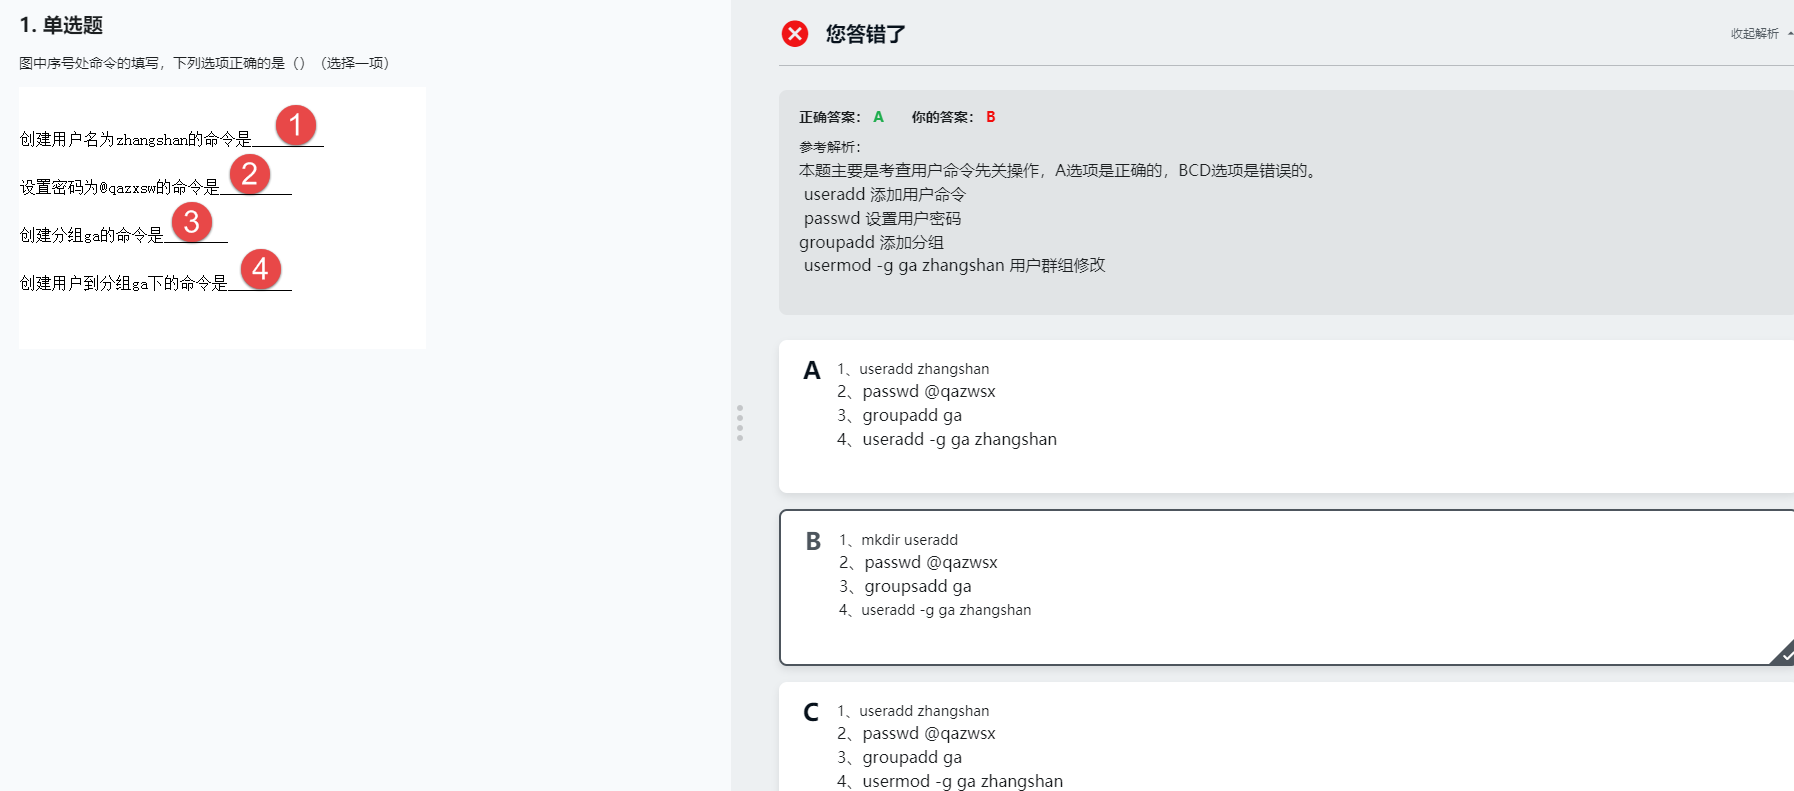 1. 单选题
图中序号处命令的填写，下列选项正确的是（）（选择一项）
创建用户名为zhangshan的命令是________ 1
设置密码为@qazxsw的命令是________ 2
创建分组ga的命令是________ 3
创建用户到分组ga下的命令是________ 4
您答错了
收起解析
正确答案： A 你的答案： B
参考解析：
本题主要是考查用户命令先关操作，A选项是正确的，BCD选项是错误的。
useradd 添加用户命令
passwd 设置用户密码
groupadd 添加分组
usermod -g ga zhangshan 用户群组修改
A
1、useradd zhangshan
2、passwd @qazwsx
3、groupadd ga
4、useradd -g ga zhangshan
B
1、mkdir useradd
2、passwd @qazwsx
3、groupsadd ga
4、useradd -g ga zhangshan
C
1、useradd zhangshan
2、passwd @qazwsx
3、groupadd ga
4、usermod -g ga zhangshan